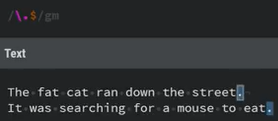 /\.$/gm
Text
The fat cat ran down the street.
It was searching for a mouse to eat.